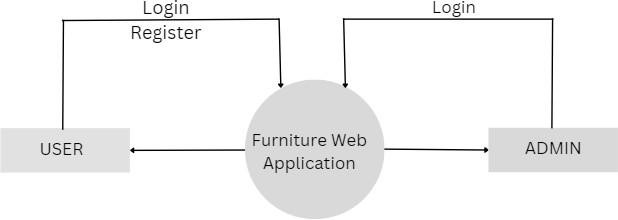 Login
Register
Login
USER
Furniture Web
Application
ADMIN